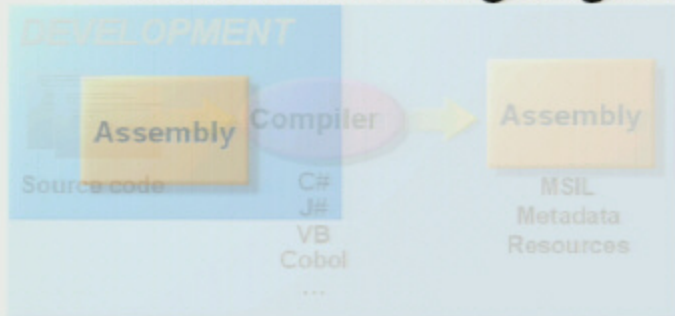 DEVELOPMENT
Assembly
Compiler
Assembly
Source code
C#
J#
VB
Cobol
...
MSIL
Metadata
Resources